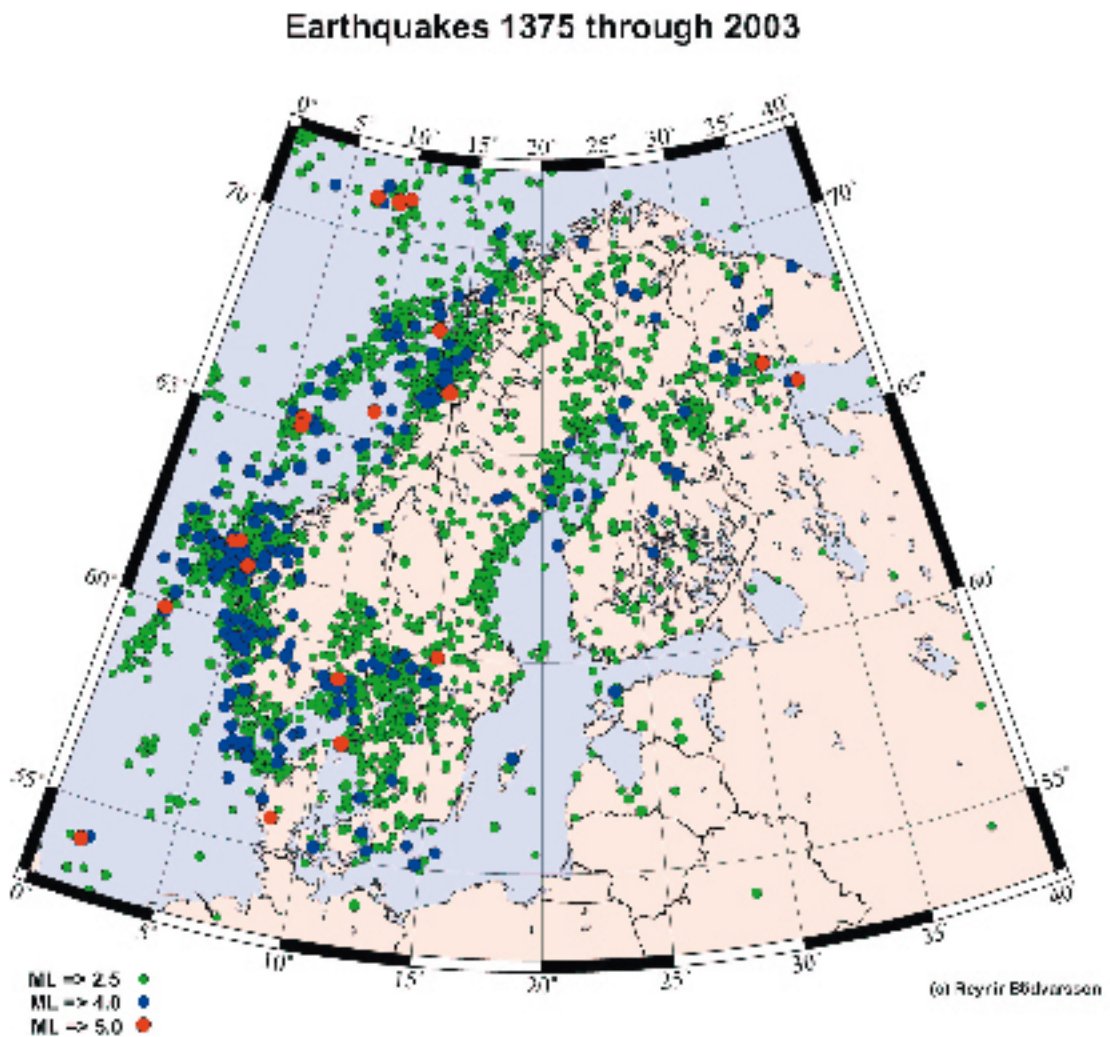 Earthquakes 1375 through 2003
0° 5° 10° 15° 20° 25° 30° 35° 40°
70° 70°
65° 65°
60° 60°
55° 55°
0° 5° 10° 15° 20° 25° 30 35 40
ML => 2.5
ML => 4.0
ML => 5.0
(c) Reynir Bödvarsson